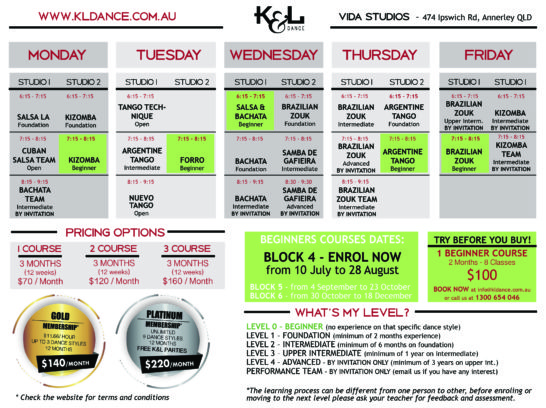 WWW.KLDANCE.COM.AU
K&L
DANCE
VIDA STUDIOS - 474 Ipswich Rd, Annerley QLD
MONDAY
STUDIO 1 STUDIO 2
6:15 - 7:15 6:15 - 7:15
SALSA LA KIZOMBA
Foundation Foundation
7:15 - 8:15 7:15 - 8:15
CUBAN
SALSA TEAM KIZOMBA
Open Beginner
8:15 - 9:15
BACHATA
TEAM
Intermediate
BY INVITATION
TUESDAY
STUDIO 1 STUDIO 2
6:15 - 7:15
TANGO TECH-
NIQUE
Open
7:15 - 8:15 7:15 - 8:15
ARGENTINE
TANGO FORRO
Intermediate Beginner
8:15 - 9:15
NUEVO
TANGO
Open
WEDNESDAY
STUDIO 1 STUDIO 2
6:15 - 7:15 6:15 - 7:15
SALSA & BRAZILIAN
BACHATA ZOUK
Beginner Foundation
7:15 - 8:15 7:15 - 8:15
SAMBA DE
BACHATA GAFIEIRA
Foundation Intermediate
8:15 - 9:15 8:30 - 9:30
SAMBA DE
BACHATA GAFIEIRA
Intermediate Advanced
BY INVITATION BY INVITATION
THURSDAY
STUDIO 1 STUDIO 2
6:15 - 7:15 6:15 - 7:15
BRAZILIAN ARGENTINE
ZOUK TANGO
Intermediate Foundation
7:15 - 8:15 7:15 - 8:15
BRAZILIAN
ZOUK ARGENTINE
Advanced TANGO
BY INVITATION Beginner
8:15 - 9:15
BRAZILIAN
ZOUK TEAM
Intermediate
BY INVITATION
FRIDAY
STUDIO 1 STUDIO 2
6:15 - 7:15 6:15 - 7:15
BRAZILIAN
ZOUK KIZOMBA
Upper Interm. Intermediate
BY INVITATION BY INVITATION
7:15 - 8:15 7:15 - 8:15
BRAZILIAN KIZOMBA
ZOUK TEAM
Beginner Intermediate
BY INVITATION
PRICING OPTIONS
1 COURSE 2 COURSE 3 COURSE
3 MONTHS 3 MONTHS 3 MONTHS
(12 weeks) (12 weeks) (12 weeks)
$70 / Month $120 / Month $160 / Month
GOLD
MEMBERSHIP*
UP TO 3 DANCE STYLES
12 MONTHS
$140/MONTH
PLATINUM
MEMBERSHIP*
UNLIMITED
9 DANCE STYLES
12 MONTHS
FREE K&L PARTIES
$220/MONTH
* Check the website for terms and conditions
BEGINNERS COURSES DATES:
BLOCK 4 - ENROL NOW
from 10 July to 28 August
BLOCK 5 - from 4 September to 23 October
BLOCK 6 - from 30 October to 18 December
TRY BEFORE YOU BUY!
1 BEGINNER COURSE
2 Months - 8 Classes
$100
BOOK NOW at info@kldance.com.au
or call us at 1300 654 046
WHAT'S MY LEVEL?
LEVEL 0 - BEGINNER (no experience on that specific dance style)
LEVEL 1 - FOUNDATION (minimum of 2 months experience)
LEVEL 2 - INTERMEDIATE (minimum of 6 months on foundation)
LEVEL 3 - UPPER INTERMEDIATE (minimum of 1 year on intermediate)
LEVEL 4 - ADVANCED - BY INVITATION ONLY (minimum of 3 years on upper int.)
PERFORMANCE TEAM - BY INVITATION ONLY (email us if you have any interest)
*The learning process can be different from one person to other, before enroling or
moving to the next level please ask your teacher for feedback and assessment.